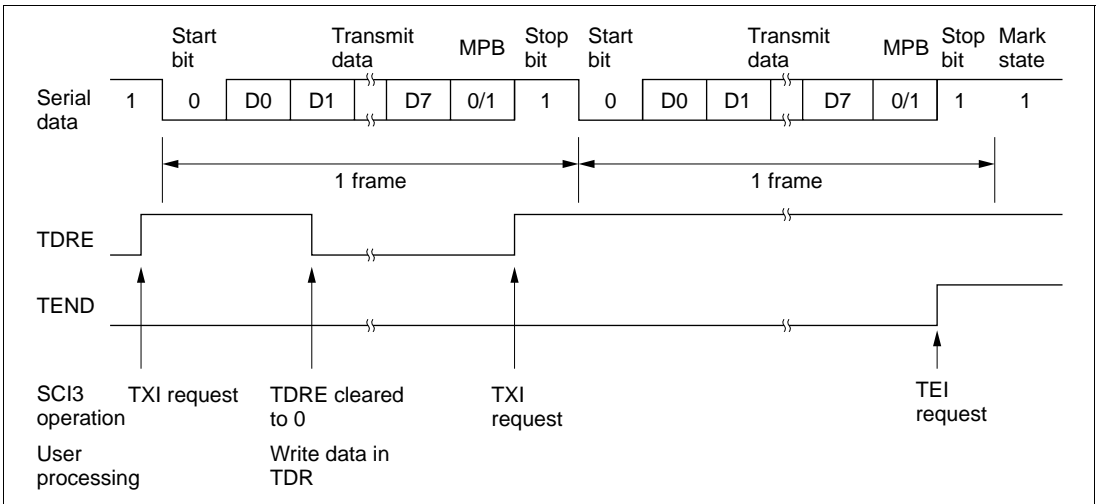 Start bit
Transmit data
MPB
Stop bit
Start bit
Transmit data
MPB
Stop bit
Mark state
Serial data
1 0 D0 D1 D7 0/1 1 0 D0 D1 D7 0/1 1 1
1 frame 1 frame
TDRE
TEND
SCI3 operation
TXI request
TDRE cleared to 0
TXI request
TEI request
User processing
Write data in TDR